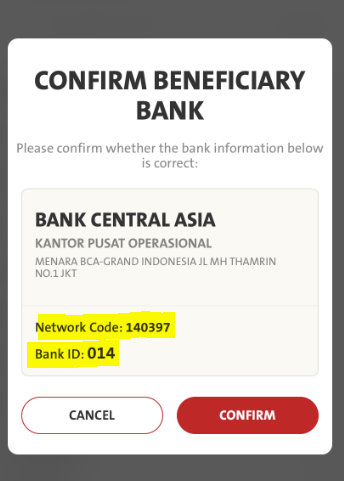 CONFIRM BENEFICIARY
BANK
Please confirm whether the bank information below
is correct:
BANK CENTRAL ASIA
KANTOR PUSAT OPERASIONAL
MENARA BCA-GRAND INDONESIA JL MH THAMRIN
NO.1 JKT
Network Code: 140397
Bank ID: 014
CANCEL
CONFIRM